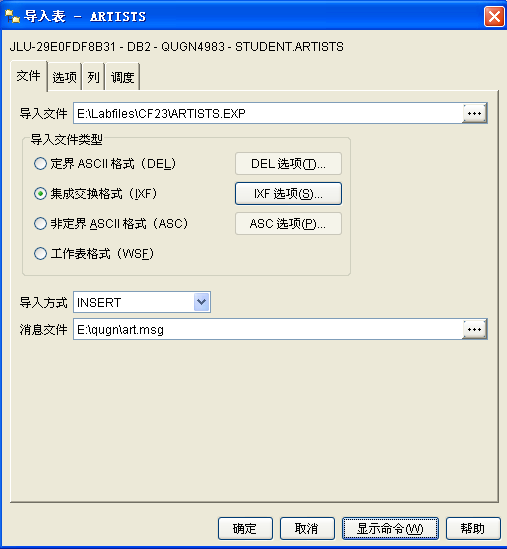 导入表 - ARTISTS
JLU-29E0FDF8B31 - DB2 - QUGN4983 - STUDENT.ARTISTS
文件 选项 列 调度
导入文件 E:\Labfiles\CF23\ARTISTS.EXP ...
导入文件类型
定界 ASCII 格式（DEL） DEL 选项(T)...
集成交换格式（IXF） IXF 选项(S)...
非定界 ASCII 格式（ASC） ASC 选项(P)...
工作表格式（WSF）
导入方式 INSERT
消息文件 E:\qugn\art.msg ...
确定 取消 显示命令(W) 帮助